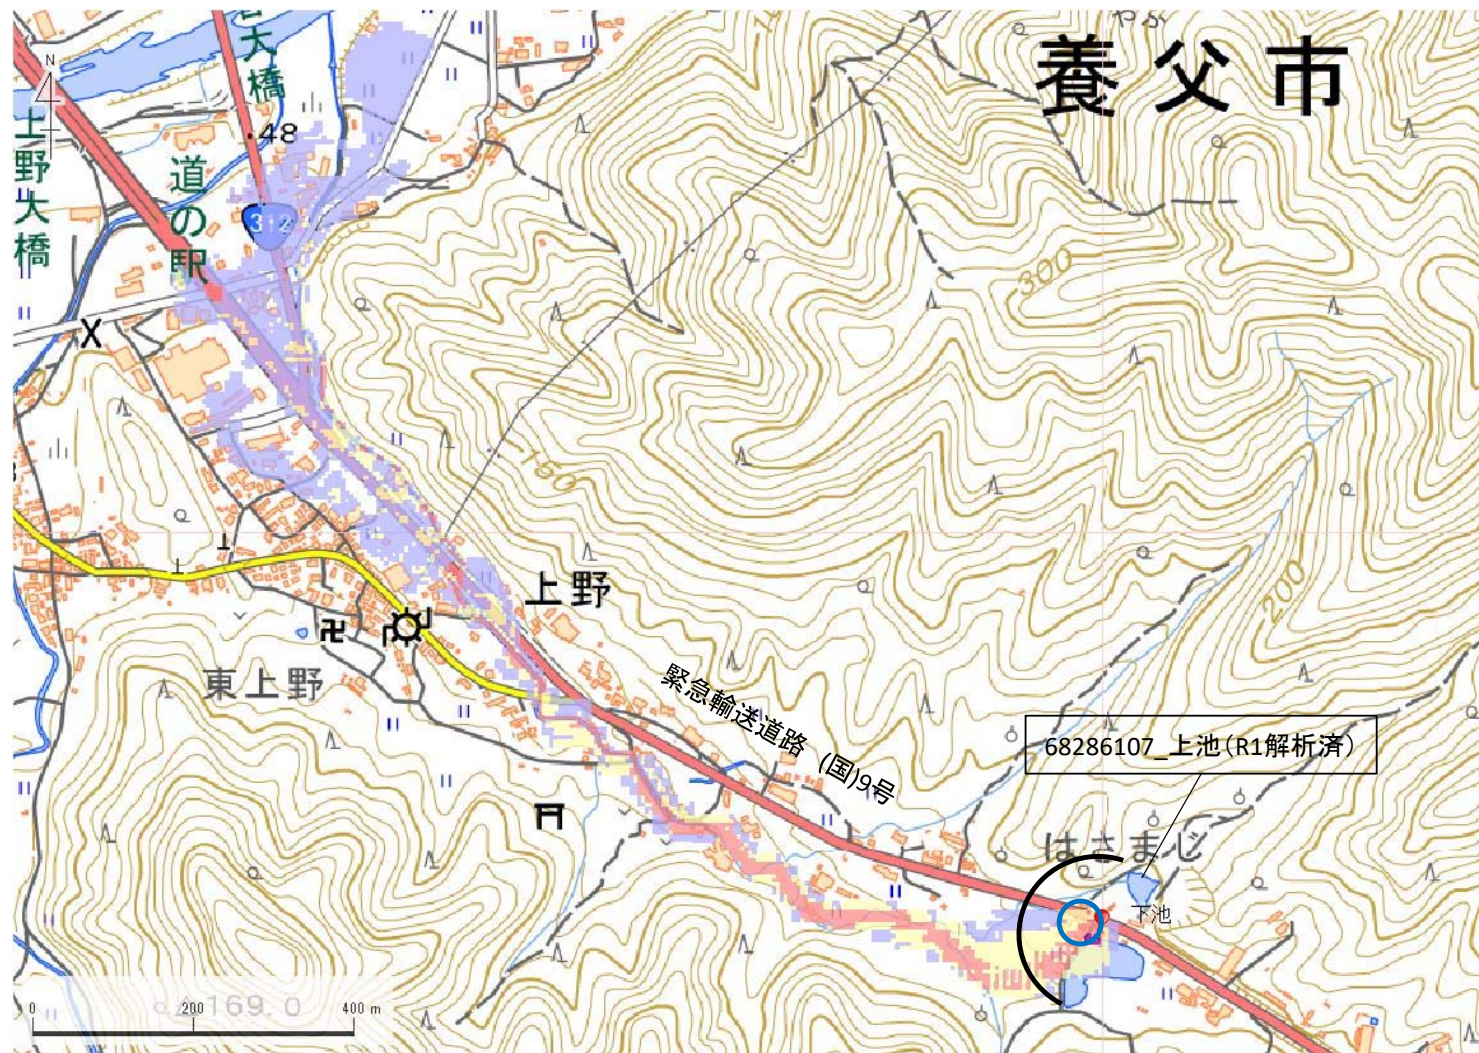 養父市
やぶ
大橋
上野大橋
道の駅
.48
312
N
300
150
200
上野
東上野
緊急輸送道路 (国)9号
68286107_上池(R1解析済)
はさまじ
下池
169.0
0 200 400 m